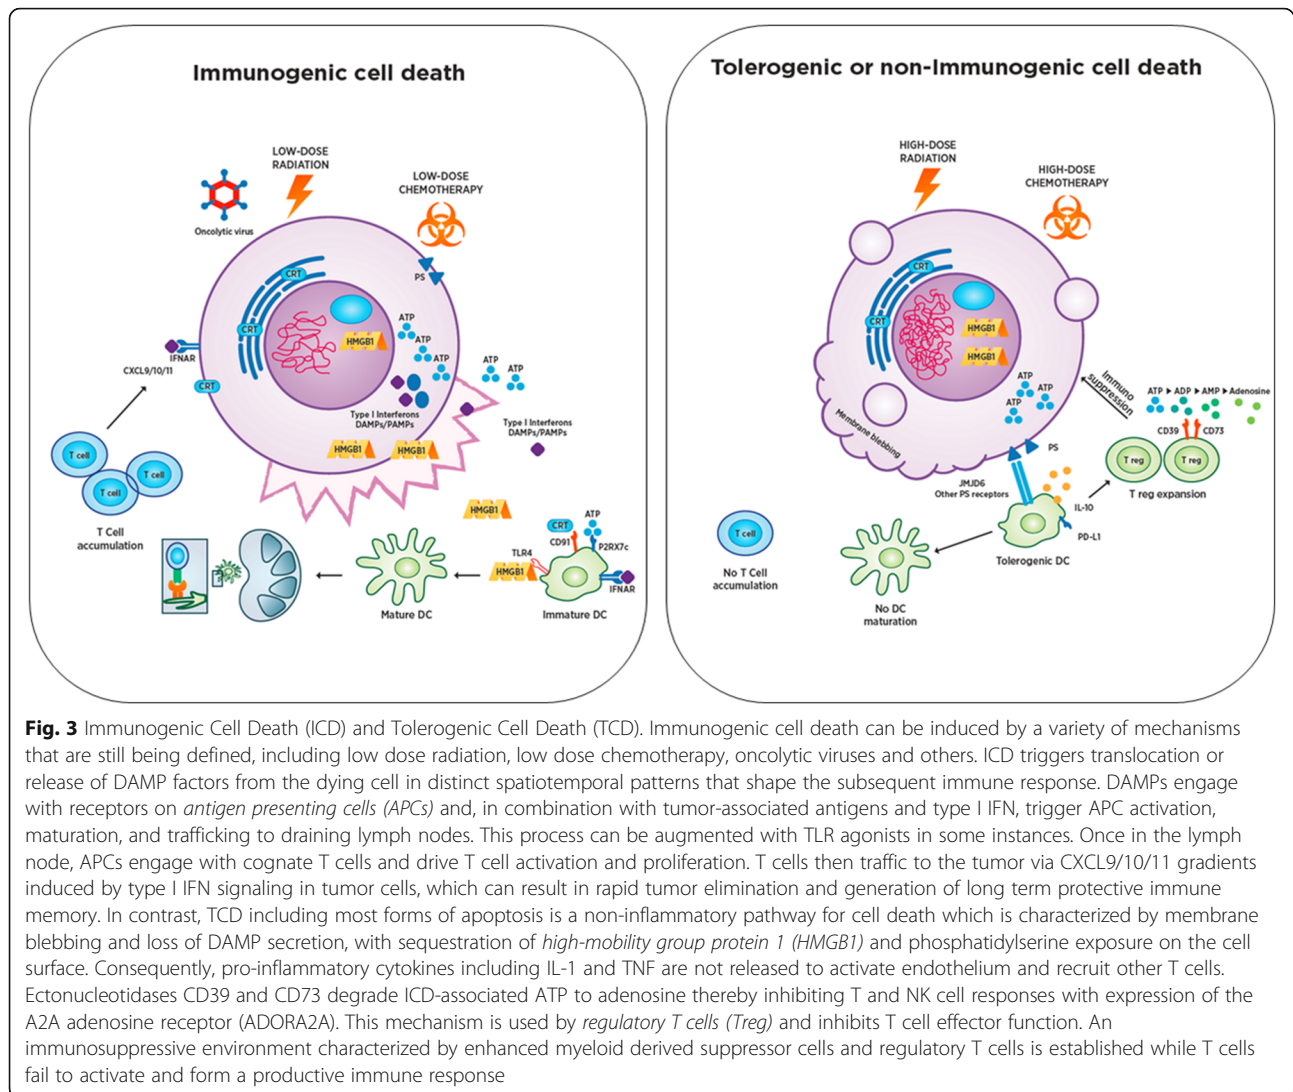 Immunogenic cell death
LOW-DOSE
RADIATION
LOW-DOSE
CHEMOTHERAPY
Oncolytic virus
CRT
PS
CRT
HMGB1
ATP
ATP
ATP
ATP
ATP
IFNAR
CXCL9/10/11
CRT
Type I Interferons
DAMPs/PAMPs
Type I Interferons
DAMPs/PAMPs
HMGB1
HMGB1
T cell
T cell
T cell
T Cell
accumulation
HMGB1
CRT
ATP
CD91
P2RX7c
TLR4
HMGB1
IFNAR
Mature DC
Immature DC
Tolerogenic or non-Immunogenic cell death
HIGH-DOSE
RADIATION
HIGH-DOSE
CHEMOTHERAPY
CRT
CRT
HMGB1
HMGB1
ATP
ATP
ATP
Membrane blebbing
Immuno
suppression
ATP ▸ ADP ▸ AMP ▸ Adenosine
CD39
CD73
PS
JMJD6
Other PS receptors
T reg
T reg
T reg expansion
IL-10
PD-L1
Tolerogenic DC
T cell
No T Cell
accumulation
No DC
maturation
Fig. 3 Immunogenic Cell Death (ICD) and Tolerogenic Cell Death (TCD). Immunogenic cell death can be induced by a variety of mechanisms
that are still being defined, including low dose radiation, low dose chemotherapy, oncolytic viruses and others. ICD triggers translocation or
release of DAMP factors from the dying cell in distinct spatiotemporal patterns that shape the subsequent immune response. DAMPs engage
with receptors on antigen presenting cells (APCs) and, in combination with tumor-associated antigens and type I IFN, trigger APC activation,
maturation, and trafficking to draining lymph nodes. This process can be augmented with TLR agonists in some instances. Once in the lymph
node, APCs engage with cognate T cells and drive T cell activation and proliferation. T cells then traffic to the tumor via CXCL9/10/11 gradients
induced by type I IFN signaling in tumor cells, which can result in rapid tumor elimination and generation of long term protective immune
memory. In contrast, TCD including most forms of apoptosis is a non-inflammatory pathway for cell death which is characterized by membrane
blebbing and loss of DAMP secretion, with sequestration of high-mobility group protein 1 (HMGB1) and phosphatidylserine exposure on the cell
surface. Consequently, pro-inflammatory cytokines including IL-1 and TNF are not released to activate endothelium and recruit other T cells.
Ectonucleotidases CD39 and CD73 degrade ICD-associated ATP to adenosine thereby inhibiting T and NK cell responses with expression of the
A2A adenosine receptor (ADORA2A). This mechanism is used by regulatory T cells (Treg) and inhibits T cell effector function. An
immunosuppressive environment characterized by enhanced myeloid derived suppressor cells and regulatory T cells is established while T cells
fail to activate and form a productive immune response